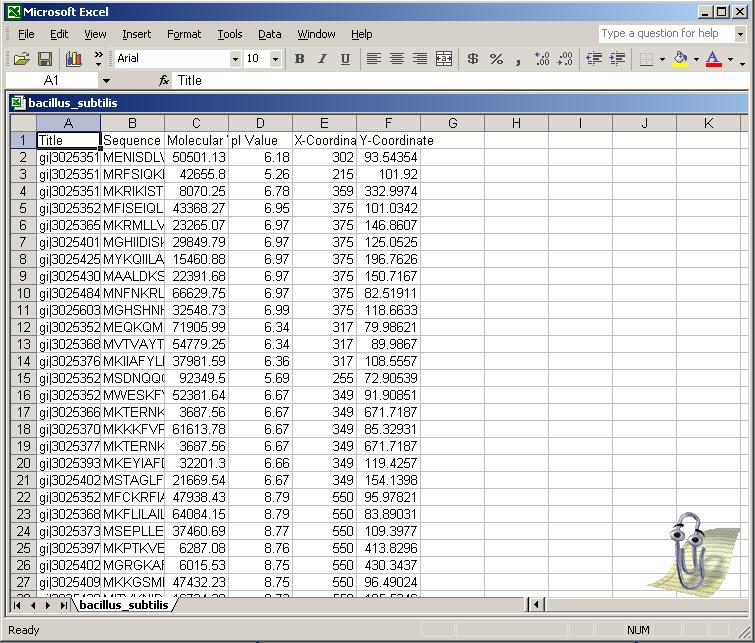 Microsoft Excel
File Edit View Insert Format Tools Data Window Help Type a question for help
Arial 10 B I U $ % ,
A1 fx Title
bacillus_subtilis
A B C D E F G H I J K
1 Title Sequence Molecular pI Value X-Coordina Y-Coordinate
2 gi|3025351 MENISDLV 50501.13 6.18 302 93.54354
3 gi|3025351 MRFSIQKI 42655.8 5.26 215 101.92
4 gi|3025351 MKRIKIST 8070.25 6.78 359 332.9974
5 gi|3025352 MFISEIQL 43368.27 6.95 375 101.0342
6 gi|3025365 MKRMLLV 23265.07 6.97 375 146.8607
7 gi|3025401 MGHIIDISK 29849.79 6.97 375 125.0525
8 gi|3025425 MYKQIILA 15460.88 6.97 375 196.7626
9 gi|3025430 MAALDKS 22391.68 6.97 375 150.7167
10 gi|3025484 MNFNKRL 66629.75 6.97 375 82.51911
11 gi|3025603 MGHSHNH 32548.73 6.99 375 118.6633
12 gi|3025352 MEQKQM 71905.99 6.34 317 79.98621
13 gi|3025368 MVTVAYT 54779.25 6.34 317 89.9867
14 gi|3025376 MKIIAFYLI 37981.59 6.36 317 108.5557
15 gi|3025352 MSDNQQ 92349.5 5.69 255 72.90539
16 gi|3025352 MWESKFY 52381.64 6.67 349 91.90851
17 gi|3025366 MKTERNK 3687.56 6.67 349 671.7187
18 gi|3025370 MKKKFVF 61613.78 6.67 349 85.32931
19 gi|3025377 MKTERNK 3687.56 6.67 349 671.7187
20 gi|3025393 MKEYIAFD 32201.3 6.66 349 119.4257
21 gi|3025402 MSTAGLF 21669.54 6.67 349 154.1398
22 gi|3025352 MFCKRFIA 47938.43 8.79 550 95.97821
23 gi|3025368 MKFLILAIL 64084.15 8.79 550 83.89031
24 gi|3025373 MSEPLLE 37460.69 8.77 550 109.3977
25 gi|3025397 MKPTKVE 6287.08 8.76 550 413.8296
26 gi|3025402 MGRGKAF 6015.53 8.75 550 430.3437
27 gi|3025409 MKKGSMI 47432.23 8.75 550 96.49024
bacillus_subtilis
Ready NUM